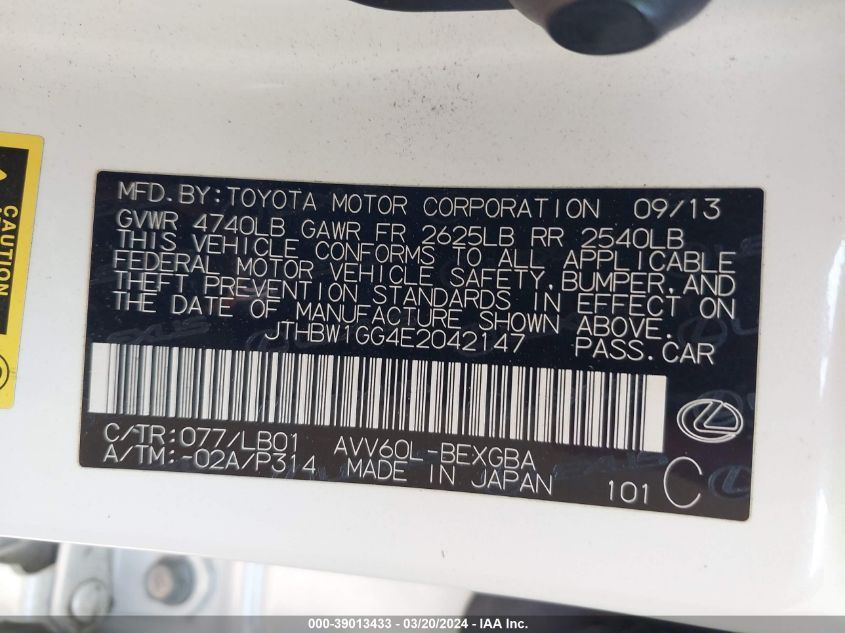 MFD.BY:TOYOTA MOTOR CORPORATION 09/13
GVWR 4740LB GAWR FR 2625LB RR 2540LB
THIS VEHICLE CONFORMS TO ALL APPLICABLE
FEDERAL MOTOR VEHICLE SAFETY,BUMPER,AND
THEFT PREVENTION STANDARDS IN EFFECT ON
THE DATE OF MANUFACTURE SHOWN ABOVE.
JTHBW1GG4E2042147 PASS.CAR
C/TR:077/LB01 AVV60L-BEXGBA
A/TM:-02A/P314 MADE IN JAPAN
101 C
CAUTION
000-39013433 - 03/20/2024 - IAA Inc.